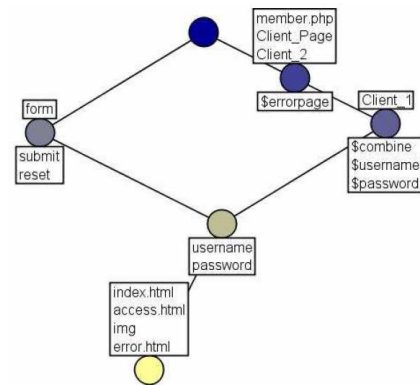 member.php
Client_Page
Client_2
$errorpage
form
Client_1
submit
reset
$combine
$username
$password
username
password
index.html
access.html
img
error.html